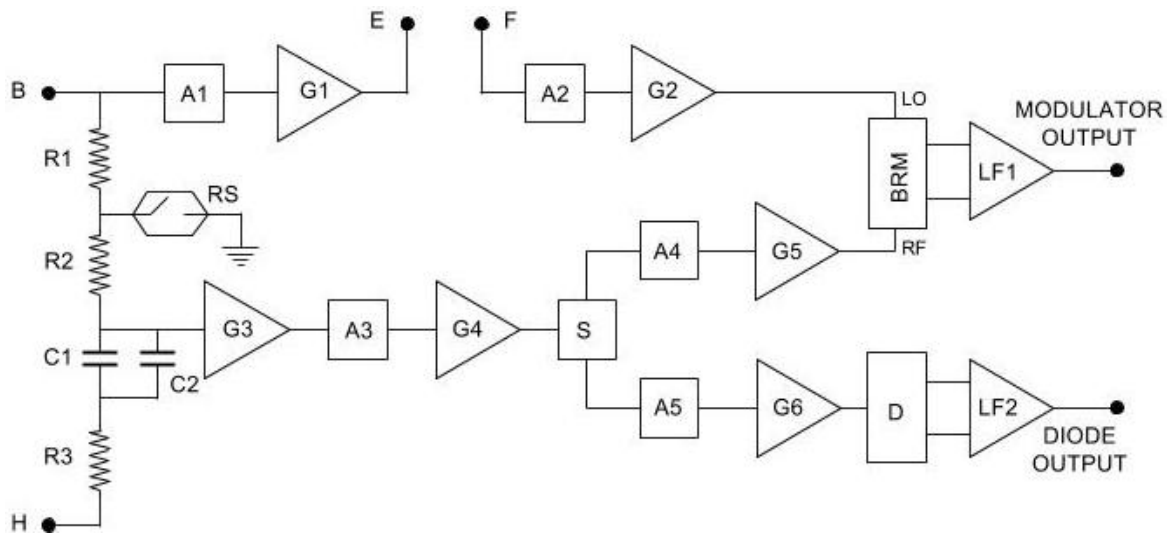 E
F
B
A1
G1
A2
G2
LO
MODULATOR
OUTPUT
R1
BRM
LF1
RS
A4
G5
RF
R2
G3
A3
G4
S
C1
C2
A5
G6
D
LF2
R3
DIODE
OUTPUT
H